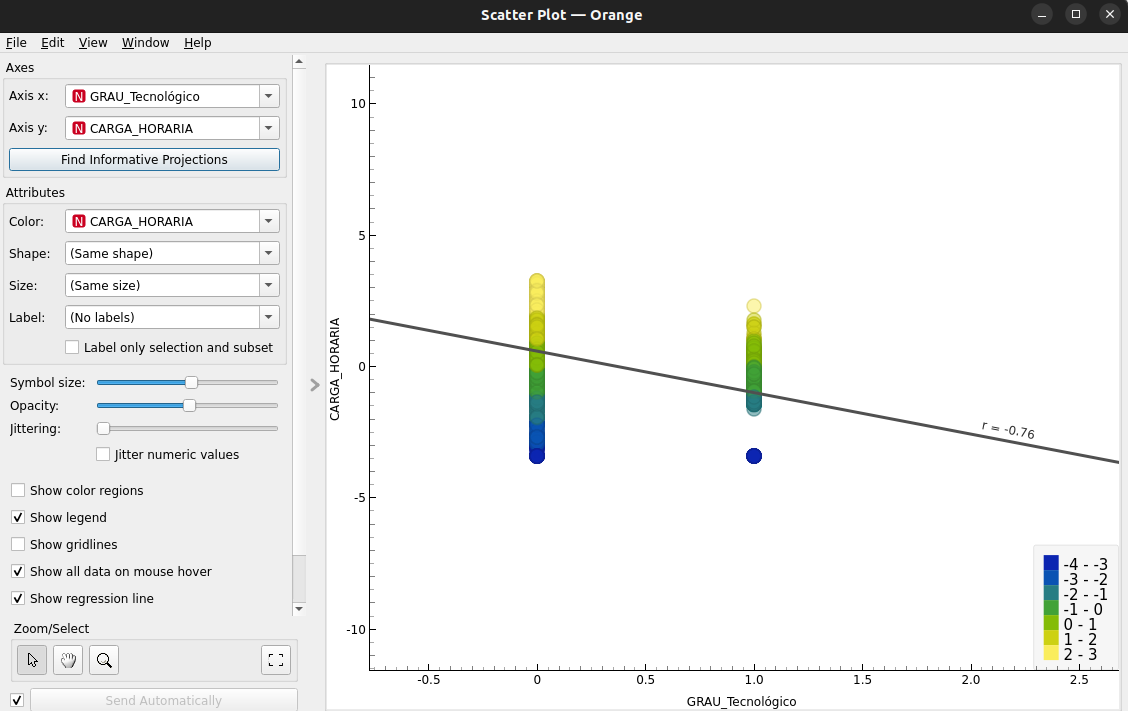 Scatter Plot — Orange
File Edit View Window Help
Axes
Axis x: N GRAU_Tecnológico
Axis y: N CARGA_HORARIA
Find Informative Projections
Attributes
Color: N CARGA_HORARIA
Shape: (Same shape)
Size: (Same size)
Label: (No labels)
Label only selection and subset
Symbol size:
Opacity:
Jittering:
Jitter numeric values
Show color regions
Show legend
Show gridlines
Show all data on mouse hover
Show regression line
Zoom/Select
Send Automatically
CARGA_HORARIA
10
5
0
-5
-10
r = -0.76
-4 - -3
-3 - -2
-2 - -1
-1 - 0
0 - 1
1 - 2
2 - 3
-0.5 0 0.5 1.0 1.5 2.0 2.5
GRAU_Tecnológico